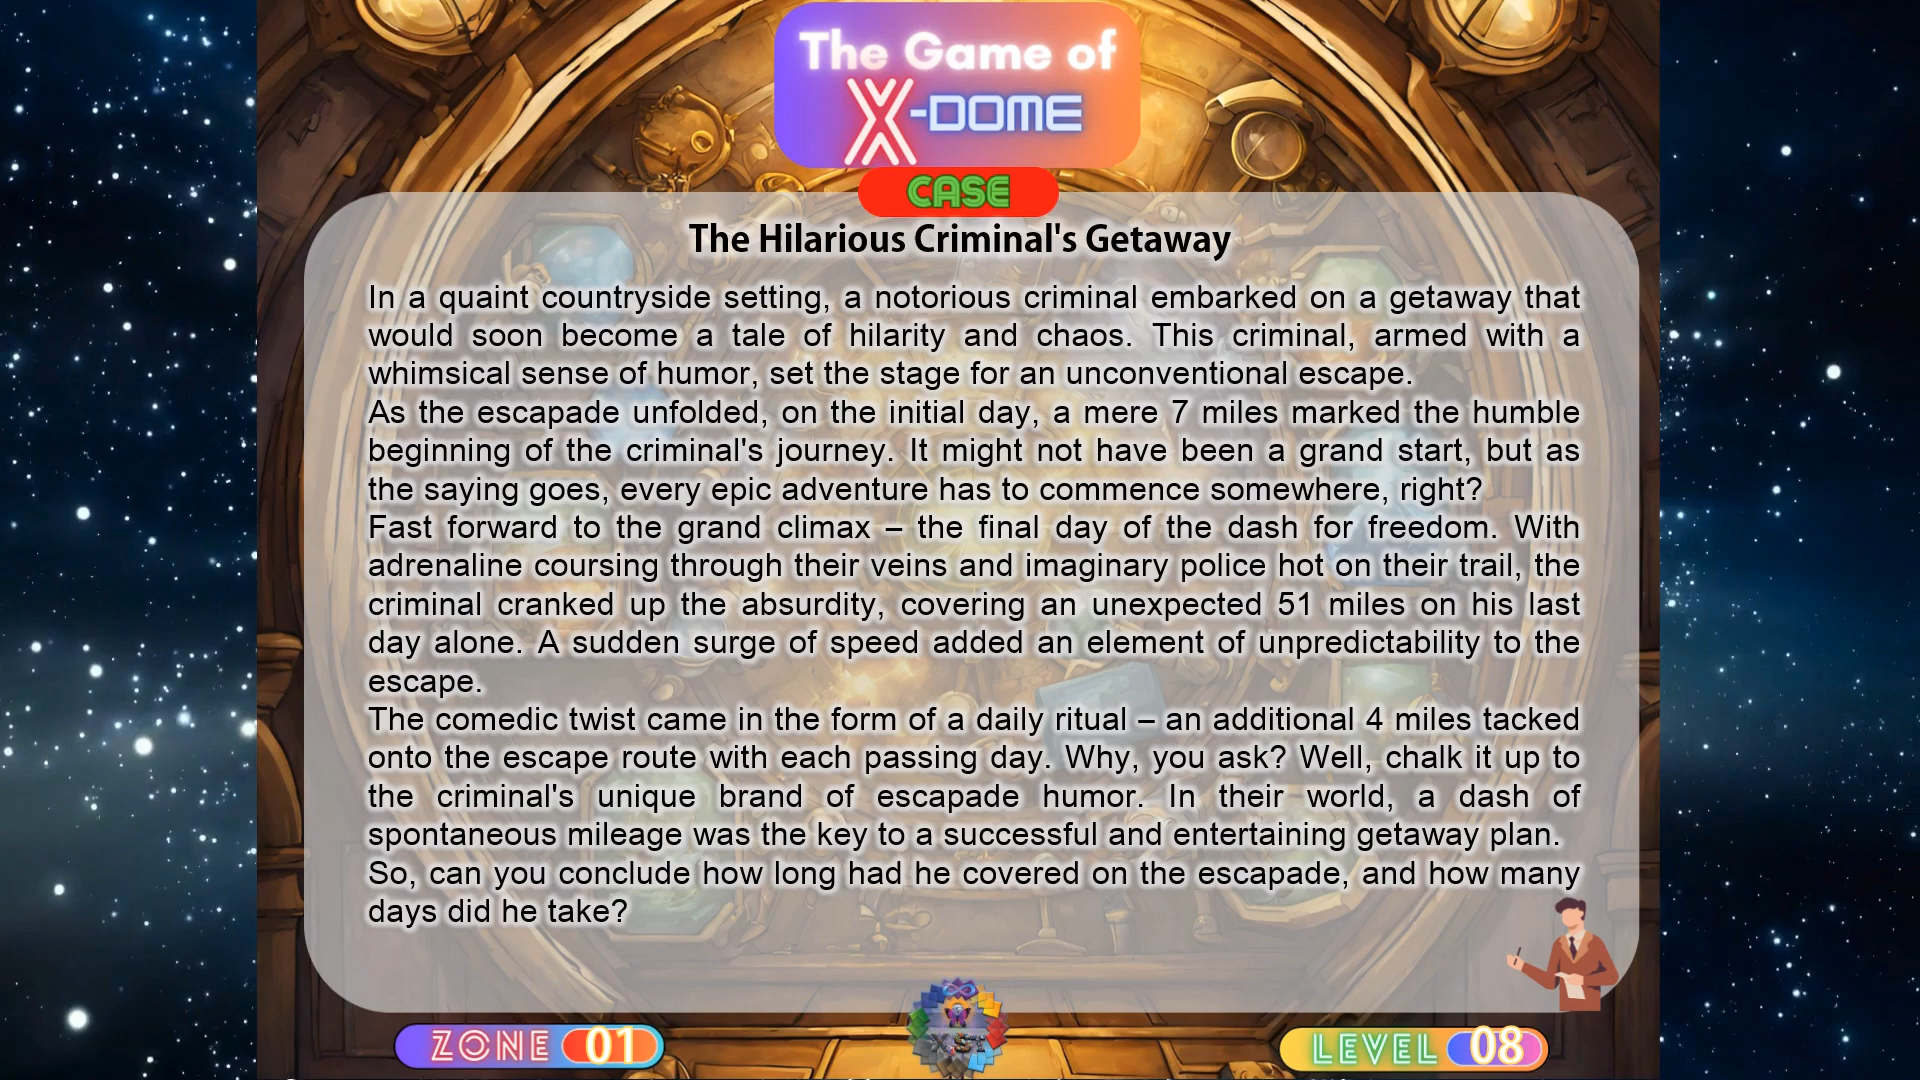 The Game of
X-DOME
CASE
The Hilarious Criminal's Getaway
In a quaint countryside setting, a notorious criminal embarked on a getaway that
would soon become a tale of hilarity and chaos. This criminal, armed with a
whimsical sense of humor, set the stage for an unconventional escape.
As the escapade unfolded, on the initial day, a mere 7 miles marked the humble
beginning of the criminal's journey. It might not have been a grand start, but as
the saying goes, every epic adventure has to commence somewhere, right?
Fast forward to the grand climax – the final day of the dash for freedom. With
adrenaline coursing through their veins and imaginary police hot on their trail, the
criminal cranked up the absurdity, covering an unexpected 51 miles on his last
day alone. A sudden surge of speed added an element of unpredictability to the
escape.
The comedic twist came in the form of a daily ritual – an additional 4 miles tacked
onto the escape route with each passing day. Why, you ask? Well, chalk it up to
the criminal's unique brand of escapade humor. In their world, a dash of
spontaneous mileage was the key to a successful and entertaining getaway plan.
So, can you conclude how long had he covered on the escapade, and how many
days did he take?
ZONE 01
LEVEL 08